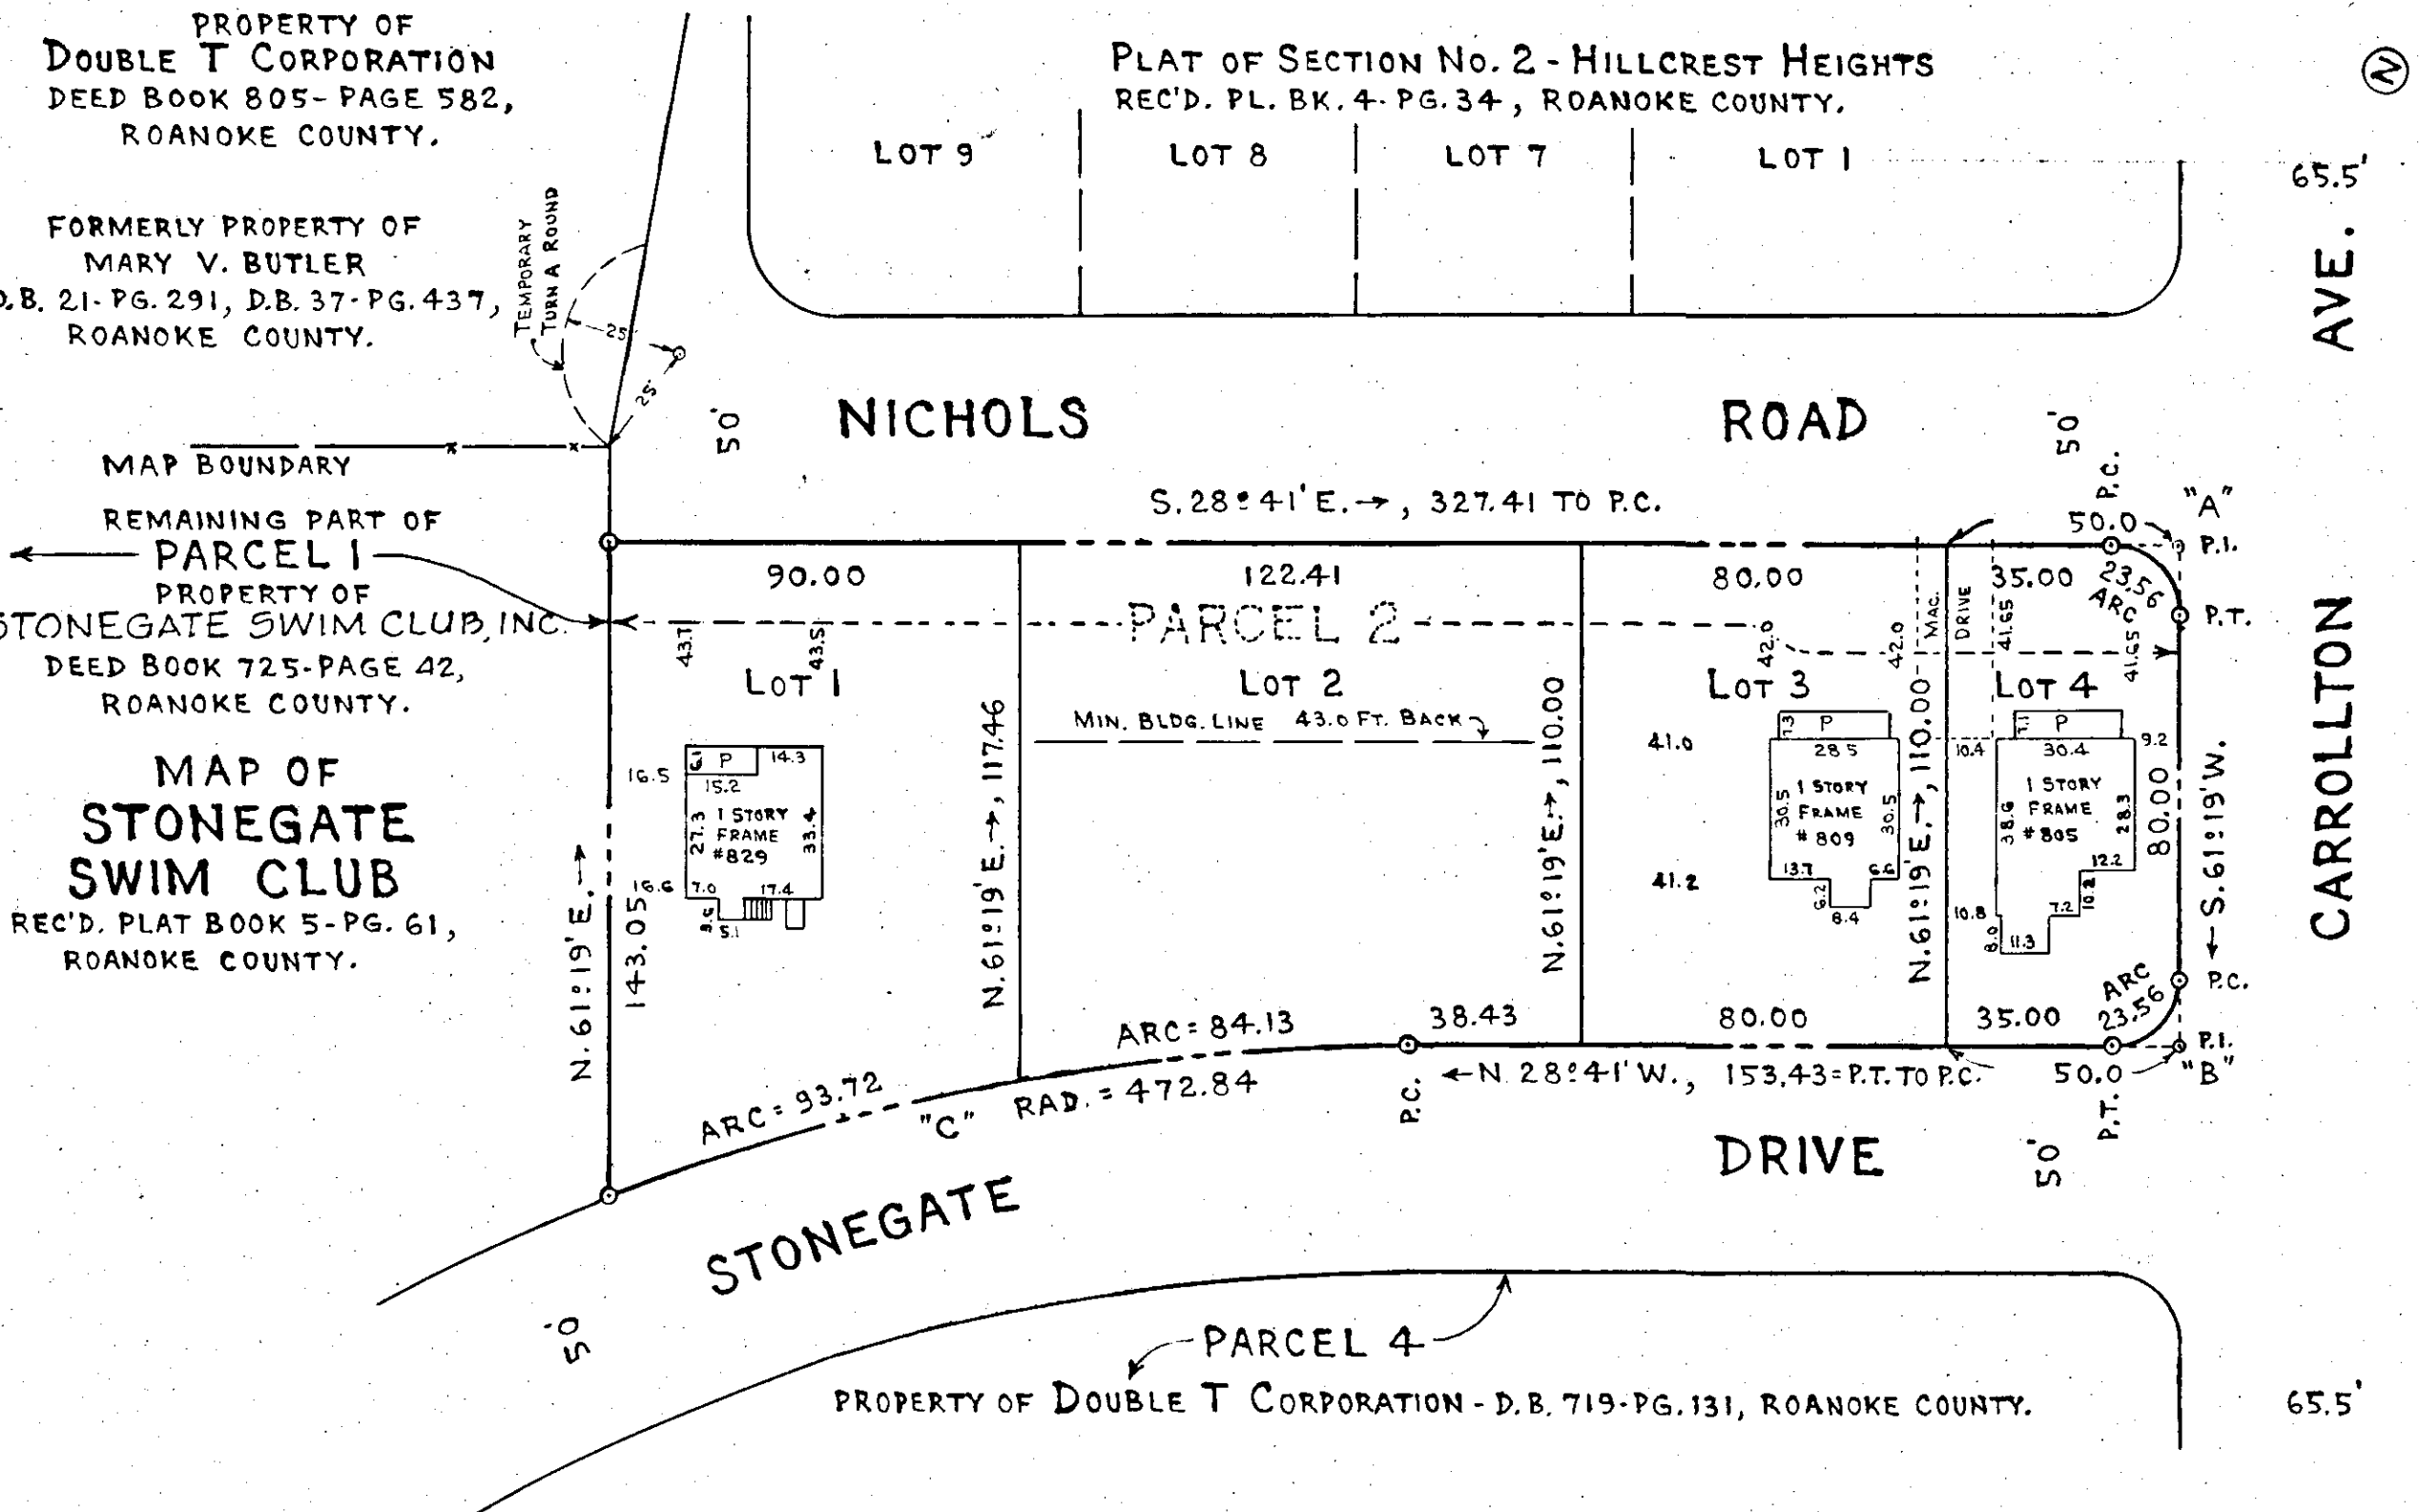 PROPERTY OF
DOUBLE T CORPORATION
DEED BOOK 805- PAGE 582,
ROANOKE COUNTY.
FORMERLY PROPERTY OF
MARY V. BUTLER
D.B. 21- PG. 291, D.B. 37- PG. 437,
ROANOKE COUNTY.
TEMPORARY
TURN A ROUND
25'
25'
PLAT OF SECTION NO. 2 - HILLCREST HEIGHTS
REC'D. PL. BK. 4- PG. 34, ROANOKE COUNTY.
LOT 9
LOT 8
LOT 7
LOT 1
N
65.5'
CARROLLTON AVE.
50'
NICHOLS ROAD
50'
MAP BOUNDARY
REMAINING PART OF
PARCEL 1
PROPERTY OF
STONEGATE SWIM CLUB, INC.
DEED BOOK 725-PAGE 42,
ROANOKE COUNTY.
MAP OF
STONEGATE
SWIM CLUB
REC'D. PLAT BOOK 5-PG. 61,
ROANOKE COUNTY.
S. 28° 41' E. →, 327.41 TO P.C.
P.C.
50.0
"A"
P.I.
90.00
122.41
80.00
35.00
23.56
ARC
P.T.
PARCEL 2
MAC. DRIVE
43.7
43.5
42.0
42.0
41.65
41.65
LOT 1
LOT 2
LOT 3
LOT 4
MIN. BLDG. LINE 43.0 FT. BACK
16.5
P
14.3
15.2
27.3
1 STORY
FRAME
#829
33.4
16.6
7.0
17.4
5.1
41.0
7.3
P
28.5
30.5
1 STORY
FRAME
# 809
30.5
41.2
13.7
6.6
6.2
8.4
10.4
7.1
P
30.4
9.2
38.6
1 STORY
FRAME
# 805
28.3
12.2
10.2
7.2
10.8
8.0
11.3
N. 61° 19' E. →
143.05
N. 61° 19' E. →, 117.46
N. 61° 19' E. →, 110.00
N. 61° 19' E. →, 110.00
80.00
← S. 61° 19' W.
P.C.
ARC
23.56
P.I.
"B"
ARC = 93.72
ARC = 84.13
38.43
80.00
35.00
"C" RAD. = 472.84
P.C.
← N. 28° 41' W., 153.43 = P.T. TO P.C.
50.0
P.T.
STONEGATE DRIVE
50'
50'
PARCEL 4
PROPERTY OF DOUBLE T CORPORATION - D.B. 719-PG. 131, ROANOKE COUNTY.
65.5'